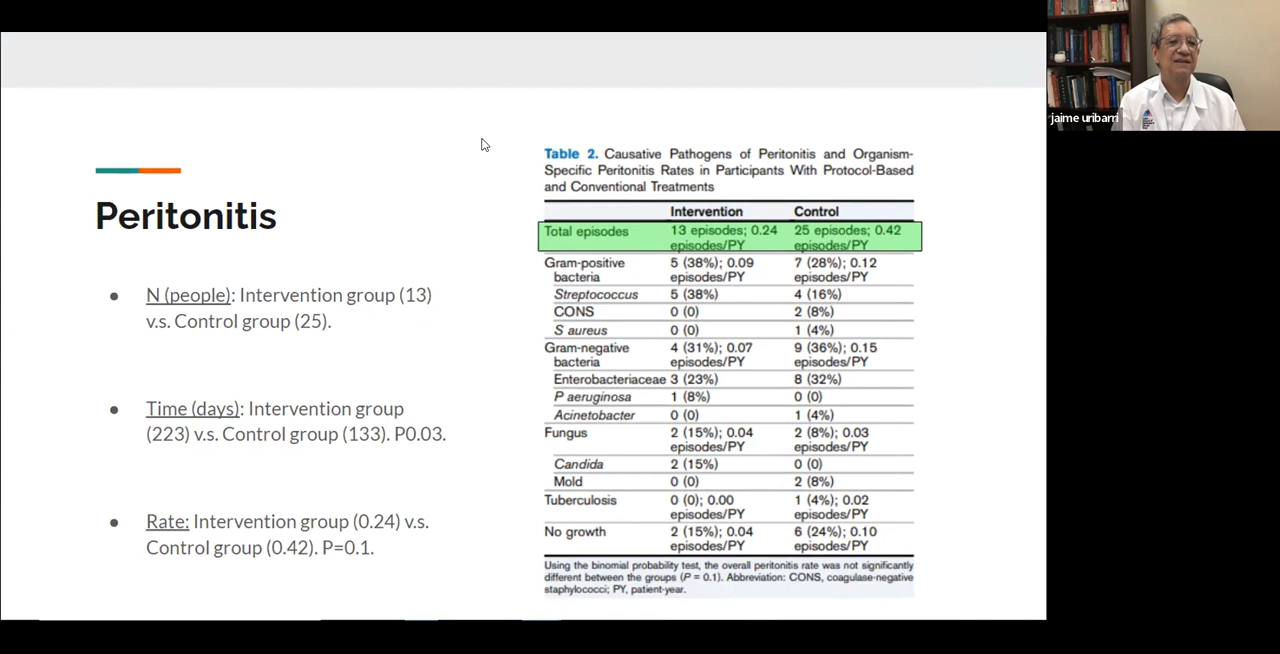 jaime uribarri
Peritonitis
● N (people): Intervention group (13)
v.s. Control group (25).
● Time (days): Intervention group
(223) v.s. Control group (133). P0.03.
● Rate: Intervention group (0.24) v.s.
Control group (0.42). P=0.1.
Table 2. Causative Pathogens of Peritonitis and Organism-
Specific Peritonitis Rates in Participants With Protocol-Based
and Conventional Treatments
Intervention Control
Total episodes 13 episodes; 0.24 25 episodes; 0.42
episodes/PY episodes/PY
Gram-positive 5 (38%); 0.09 7 (28%); 0.12
bacteria episodes/PY episodes/PY
Streptococcus 5 (38%) 4 (16%)
CONS 0 (0) 2 (8%)
S aureus 0 (0) 1 (4%)
Gram-negative 4 (31%); 0.07 9 (36%); 0.15
bacteria episodes/PY episodes/PY
Enterobacteriaceae 3 (23%) 8 (32%)
P aeruginosa 1 (8%) 0 (0)
Acinetobacter 0 (0) 1 (4%)
Fungus 2 (15%); 0.04 2 (8%); 0.03
episodes/PY episodes/PY
Candida 2 (15%) 0 (0)
Mold 0 (0) 2 (8%)
Tuberculosis 0 (0); 0.00 1 (4%); 0.02
episodes/PY episodes/PY
No growth 2 (15%); 0.04 6 (24%); 0.10
episodes/PY episodes/PY
Using the binomial probability test, the overall peritonitis rate was not significantly
different between the groups (P = 0.1). Abbreviation: CONS, coagulase-negative
staphylococci; PY, patient-year.